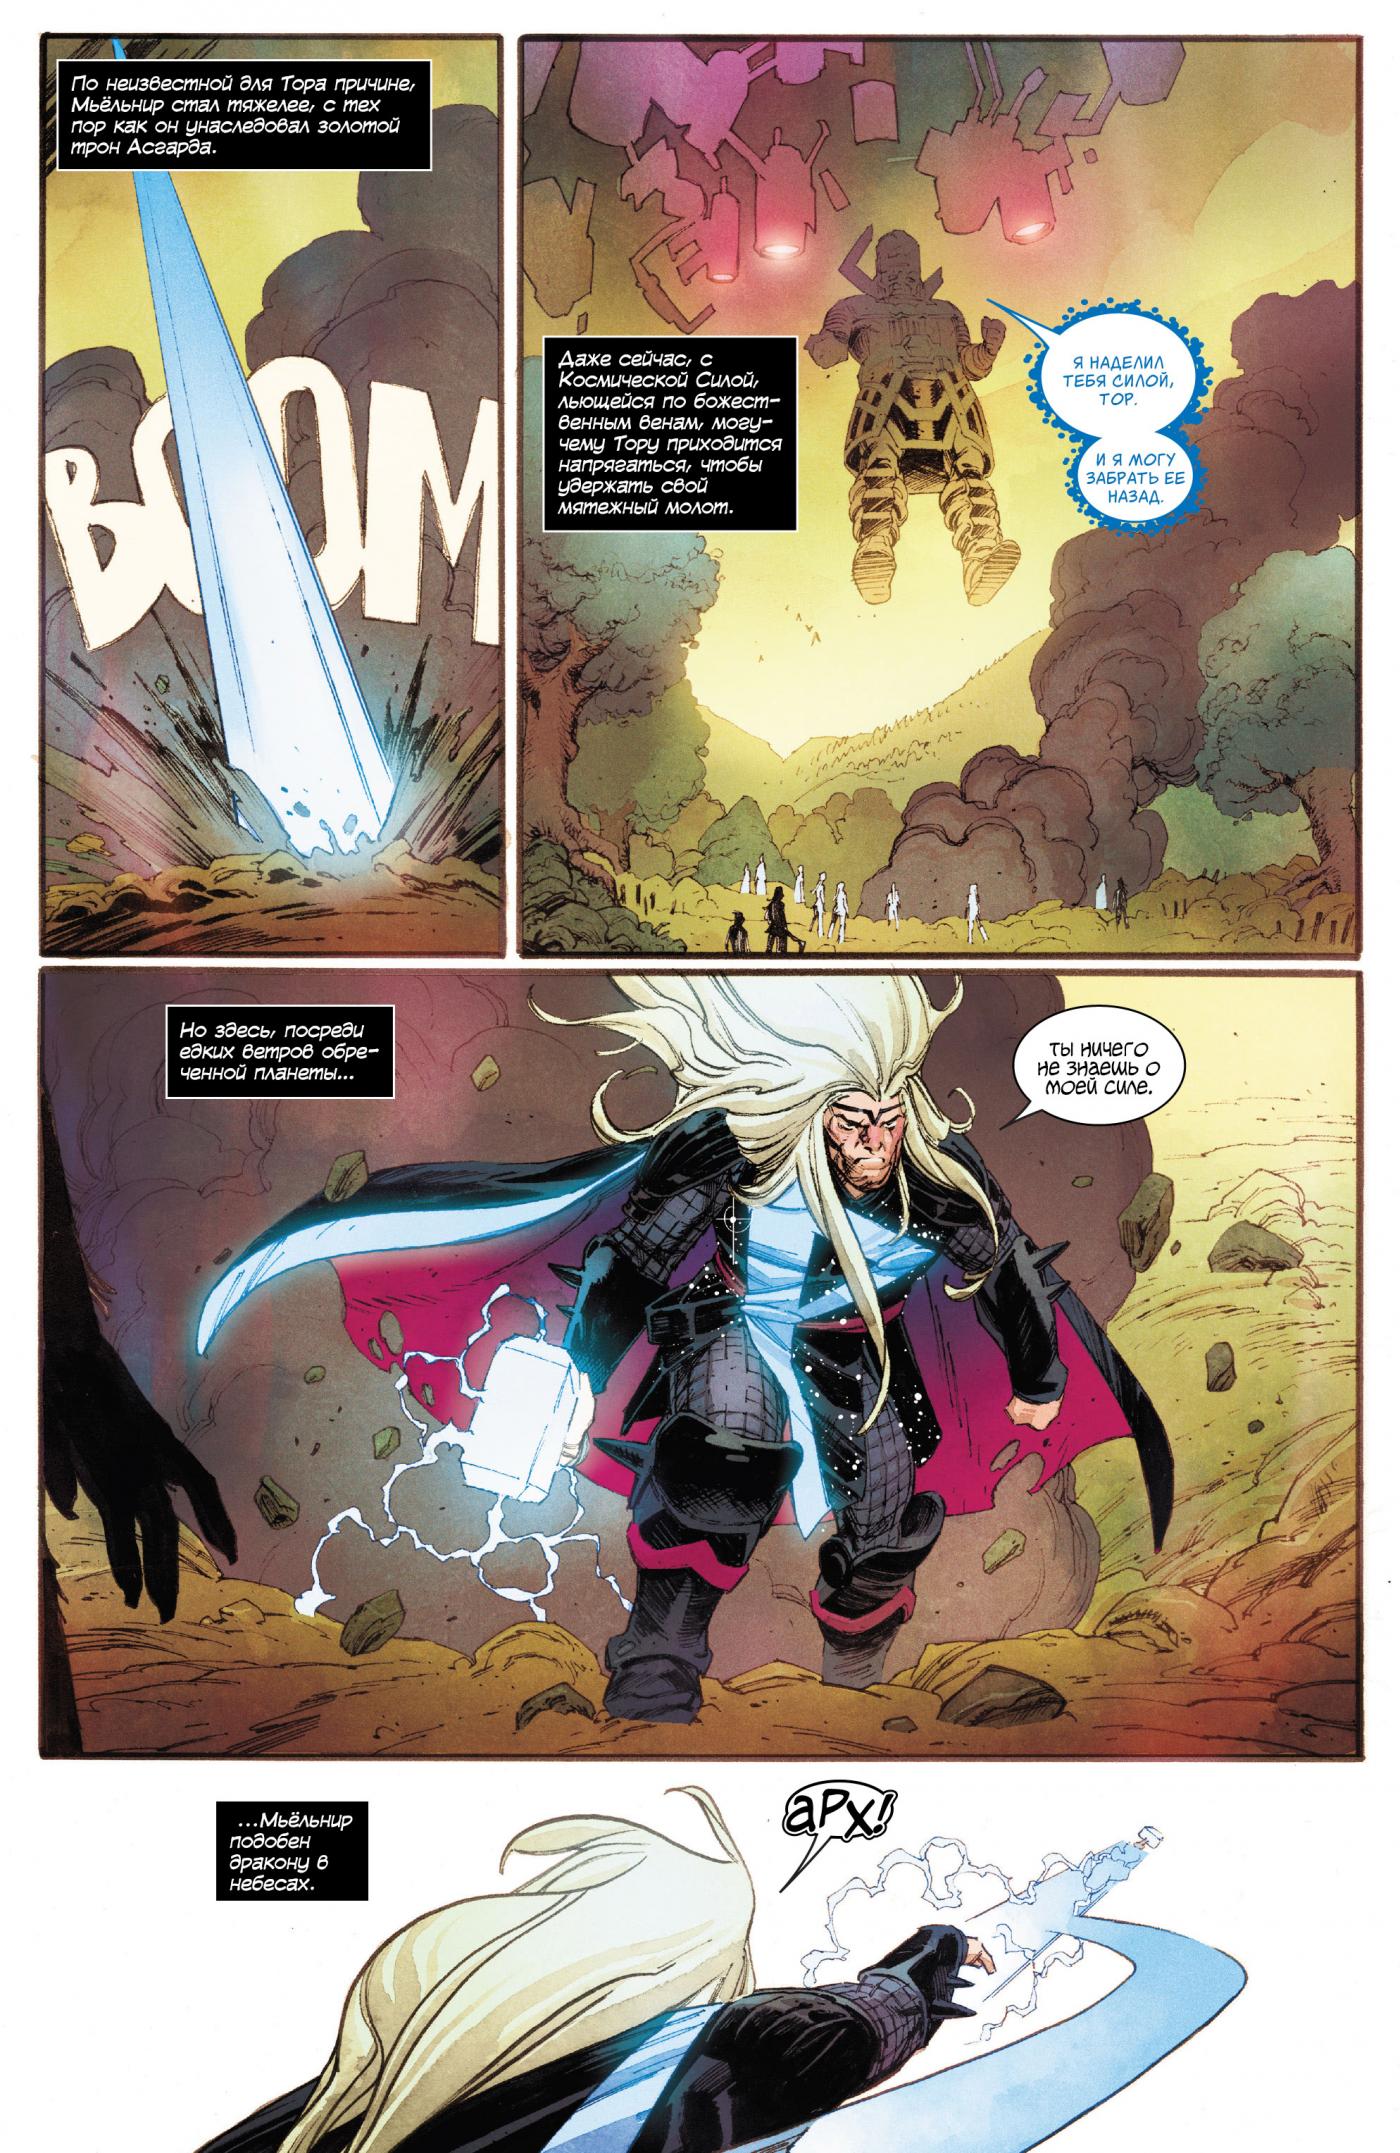 По неизвестной для Тора причине,
Мьёльнир стал тяжелее, с тех
пор как он унаследовал золотой
трон Асгарда.
BOOM
Даже сейчас, с
Космической Силой,
льющейся по божест-
венным венам, могу-
чему Тору приходится
напрягаться, чтобы
удержать свой
мятежный молот.
Я НАДЕЛИЛ
ТЕБЯ СИЛОЙ,
ТОР.
И Я МОГУ
ЗАБРАТЬ ЕЕ
НАЗАД.
Но здесь, посреди
едких ветров обре-
ченной планеты...
ТЫ НИЧЕГО
НЕ ЗНАЕШЬ О
МОЕЙ СИЛЕ.
...Мьёльнир
подобен
дракону в
небесах.
АРХ!